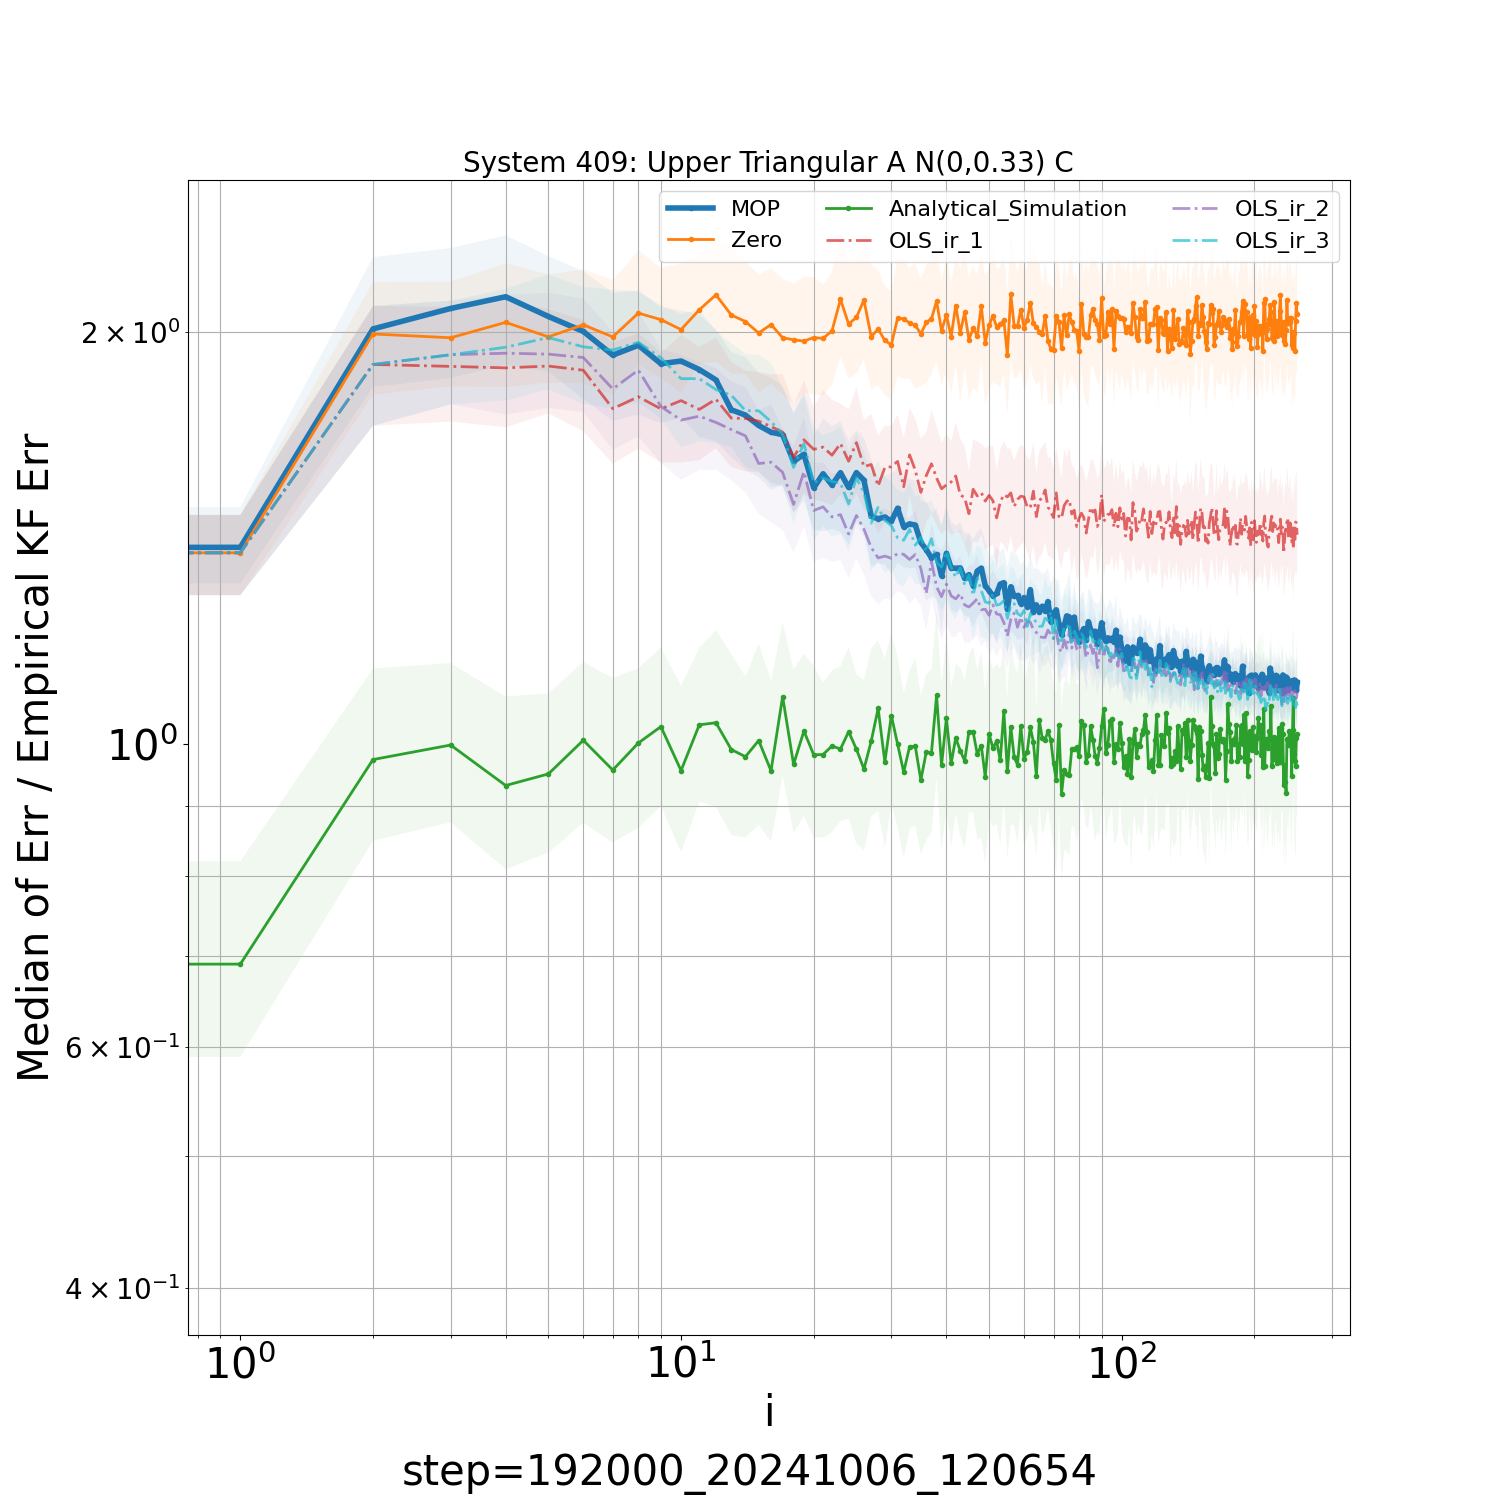 System 409: Upper Triangular A N(0,0.33) C
MOP
Zero
Analytical_Simulation
OLS_ir_1
OLS_ir_2
OLS_ir_3
Median of Err / Empirical KF Err
2 × 10⁰
10⁰
6 × 10⁻¹
4 × 10⁻¹
10⁰ 10¹ 10²
i
step=192000_20241006_120654